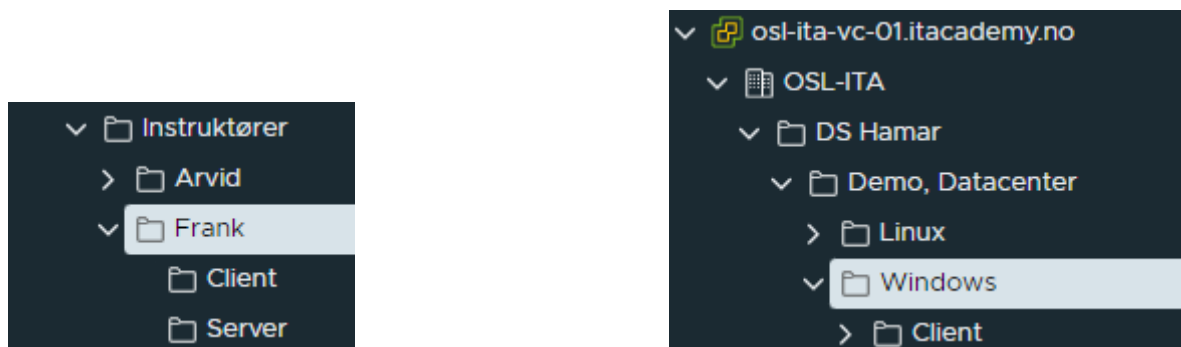 Instruktører
Arvid
Frank
Client
Server
osl-ita-vc-01.itacademy.no
OSL-ITA
DS Hamar
Demo, Datacenter
Linux
Windows
Client